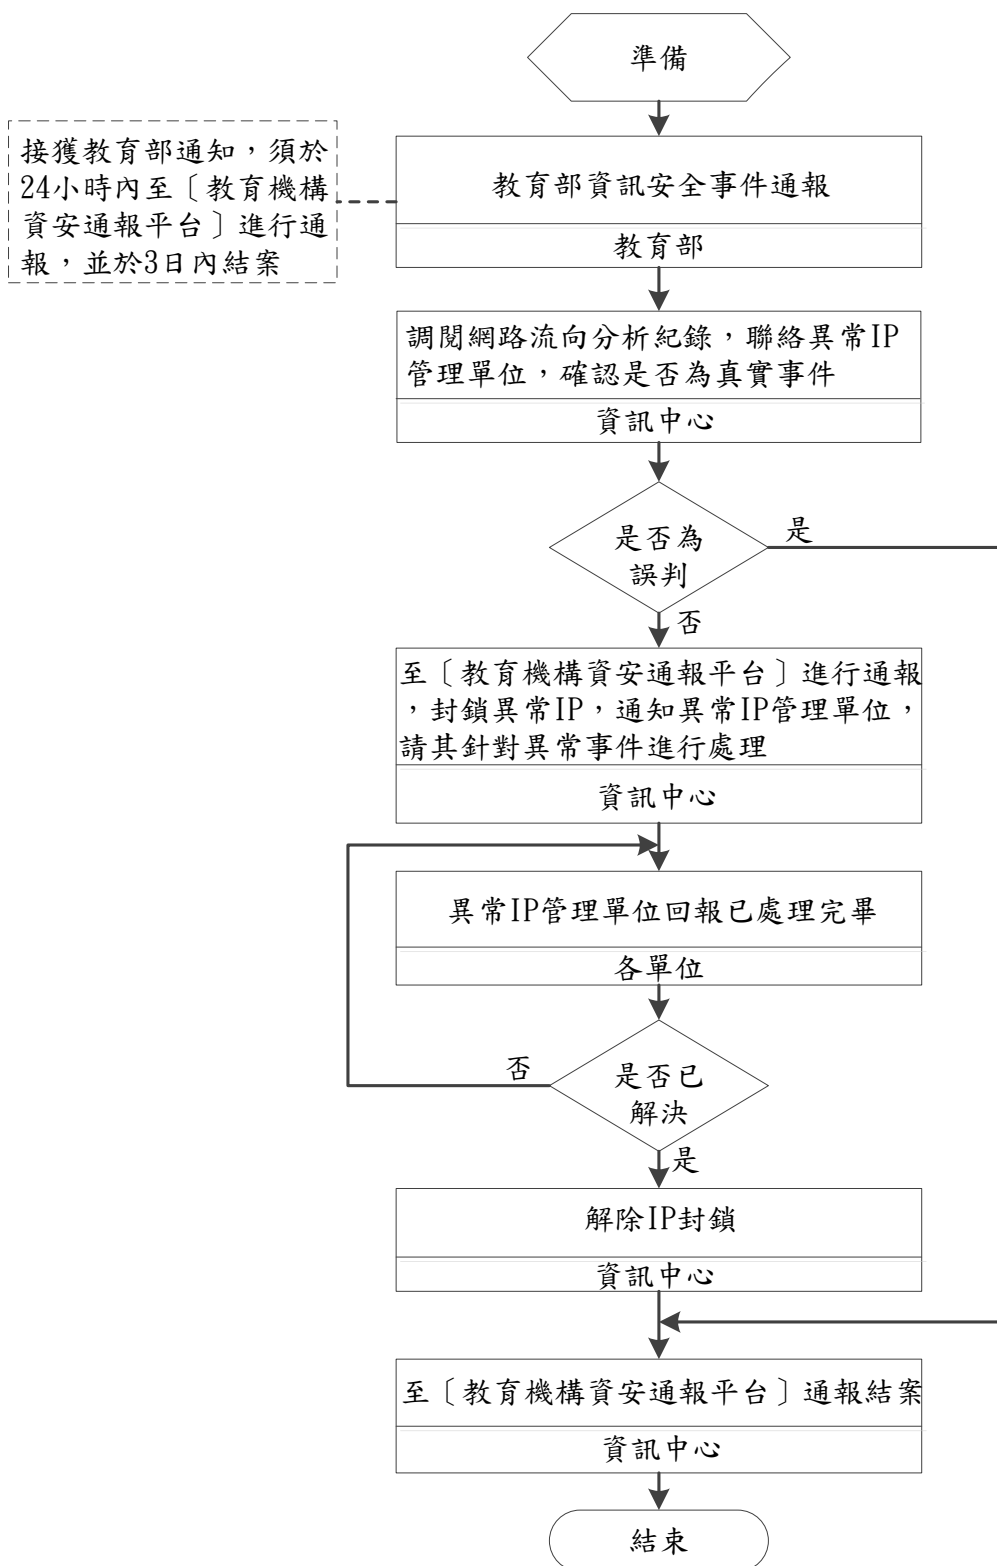 準備
接獲教育部通知，須於
24小時內至〔教育機構
資安通報平台〕進行通
報，並於3日內結案
教育部資訊安全事件通報
教育部
調閱網路流向分析紀錄，聯絡異常IP
管理單位，確認是否為真實事件
資訊中心
是否為
誤判
是
否
至〔教育機構資安通報平台〕進行通報
，封鎖異常IP，通知異常IP管理單位，
請其針對異常事件進行處理
資訊中心
異常IP管理單位回報已處理完畢
各單位
否
是否已
解決
是
解除IP封鎖
資訊中心
至〔教育機構資安通報平台〕通報結案
資訊中心
結束